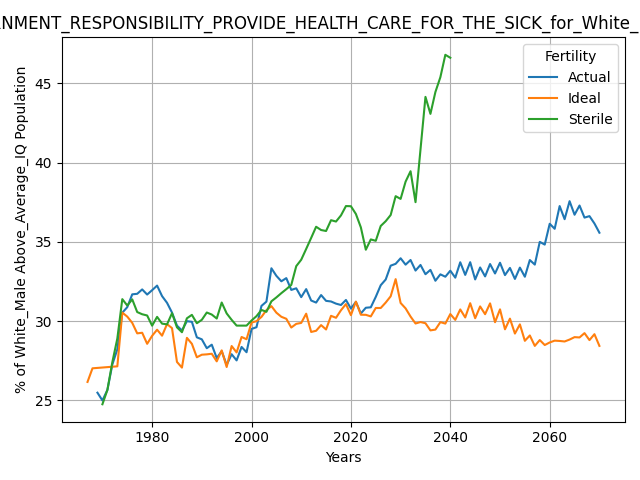 RNMENT_RESPONSIBILITY_PROVIDE_HEALTH_CARE_FOR_THE_SICK_for_White_
Fertility
Actual
Ideal
Sterile
% of White_Male Above_Average_IQ Population
45
40
35
30
25
1980
2000
2020
2040
2060
Years